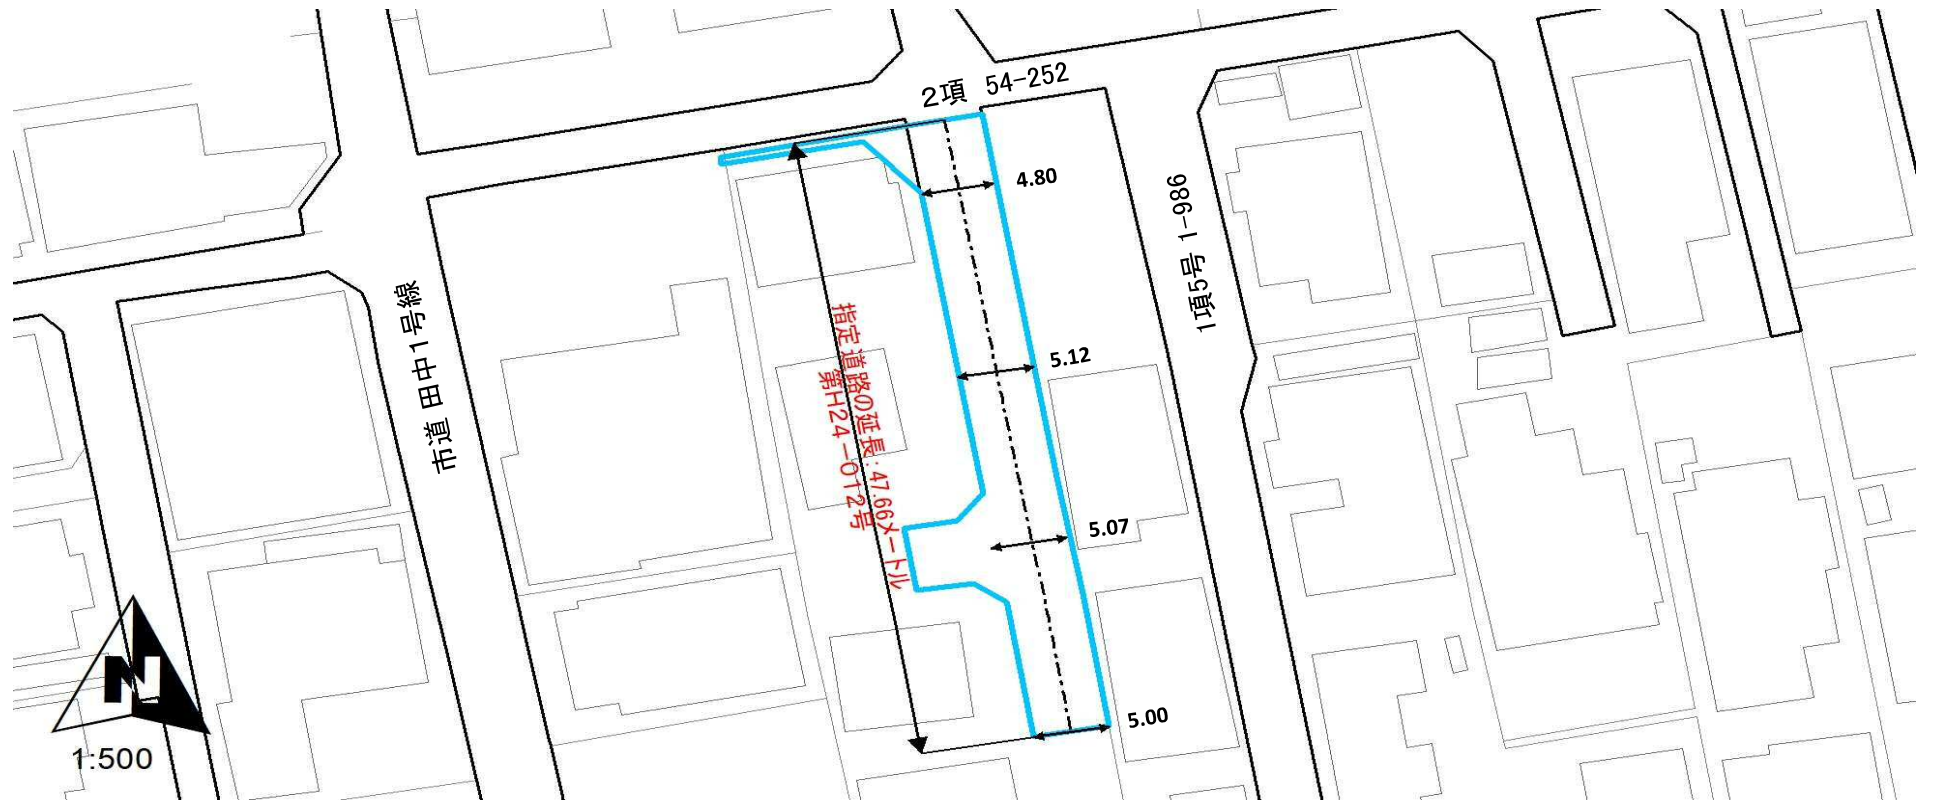 2項 54-252
4.80
1項5号 1-986
市道 田中1号線
5.12
指定道路の延長:47.66メートル
第H24-012号
5.07
5.00
N
1:500